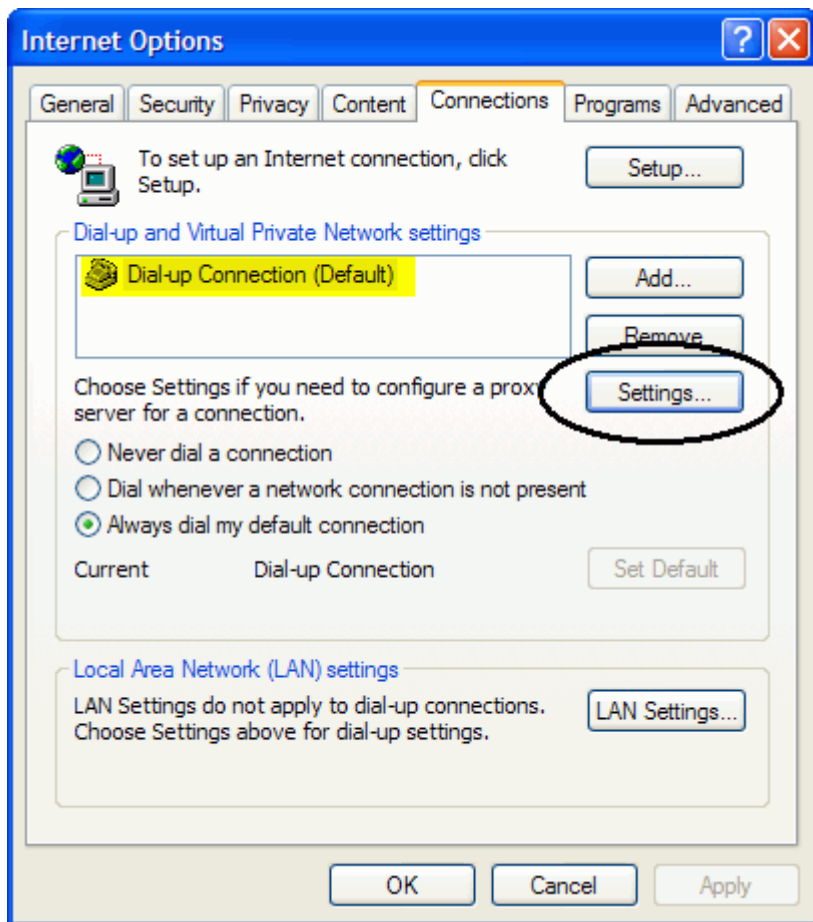 Internet Options
General Security Privacy Content Connections Programs Advanced
To set up an Internet connection, click
Setup.
Setup...
Dial-up and Virtual Private Network settings
Dial-up Connection (Default)
Add...
Remove
Choose Settings if you need to configure a proxy
server for a connection.
Settings...
Never dial a connection
Dial whenever a network connection is not present
Always dial my default connection
Current Dial-up Connection Set Default
Local Area Network (LAN) settings
LAN Settings do not apply to dial-up connections.
Choose Settings above for dial-up settings.
LAN Settings...
OK Cancel Apply